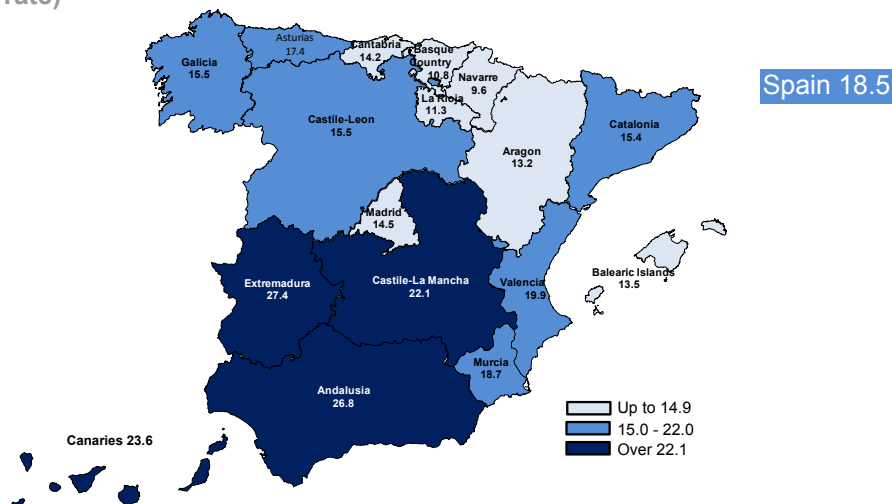 Asturias
17.4
Cantabria
14.2
Basque
Country
10.8
Galicia
15.5
Navarre
9.6
La Rioja
11.3
Spain 18.5
Castile-Leon
15.5
Catalonia
15.4
Aragon
13.2
Madrid
14.5
Balearic Islands
13.5
Extremadura
27.4
Castile-La Mancha
22.1
Valencia
19.9
Murcia
18.7
Andalusia
26.8
Up to 14.9
15.0 - 22.0
Over 22.1
Canaries 23.6